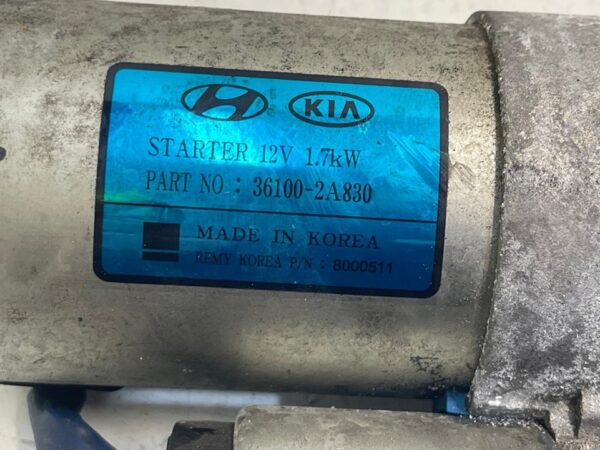 KIA
STARTER 12V 1.7kW
PART NO : 36100-2A830
MADE IN KOREA
REMY KOREA P/N : 8000511